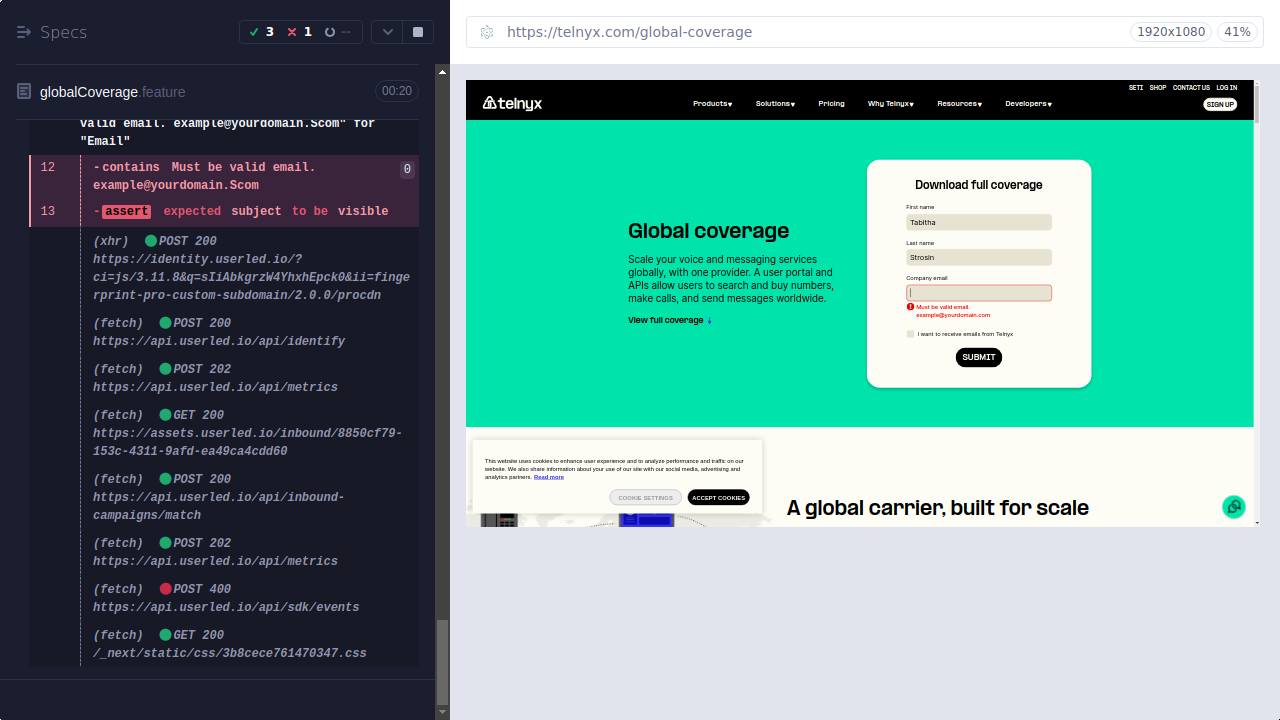 Specs
3
1
--
globalCoverage.feature
00:20
valid email. example@yourdomain.Scom" for
"Email"
12
-contains Must be valid email.
example@yourdomain.Scom
0
13
-assert expected subject to be visible
(xhr) POST 200
https://identity.userled.io/?
ci=js/3.11.8&q=sIiAbkgrzW4YhxhEpck0&ii=finge
rprint-pro-custom-subdomain/2.0.0/procdn
(fetch) POST 200
https://api.userled.io/api/identify
(fetch) POST 202
https://api.userled.io/api/metrics
(fetch) GET 200
https://assets.userled.io/inbound/8850cf79-
153c-4311-9afd-ea49ca4cdd60
(fetch) POST 200
https://api.userled.io/api/inbound-
campaigns/match
(fetch) POST 202
https://api.userled.io/api/metrics
(fetch) POST 400
https://api.userled.io/api/sdk/events
(fetch) GET 200
/_next/static/css/3b8cece761470347.css
https://telnyx.com/global-coverage
1920x1080
41%
SETI SHOP CONTACT US LOG IN
telnyx
Products Solutions Pricing Why Telnyx Resources Developers
SIGN UP
Global coverage
Scale your voice and messaging services
globally, with one provider. A user portal and
APIs allow users to search and buy numbers,
make calls, and send messages worldwide.
View full coverage ↓
Download full coverage
First name
Tabitha
Last name
Strosin
Company email
Must be valid email.
example@yourdomain.com
I want to receive emails from Telnyx
SUBMIT
This website uses cookies to enhance user experience and to analyze performance and traffic on our
website. We also share information about your use of our site with our social media, advertising and
analytics partners. Read more
COOKIE SETTINGS
ACCEPT COOKIES
A global carrier, built for scale